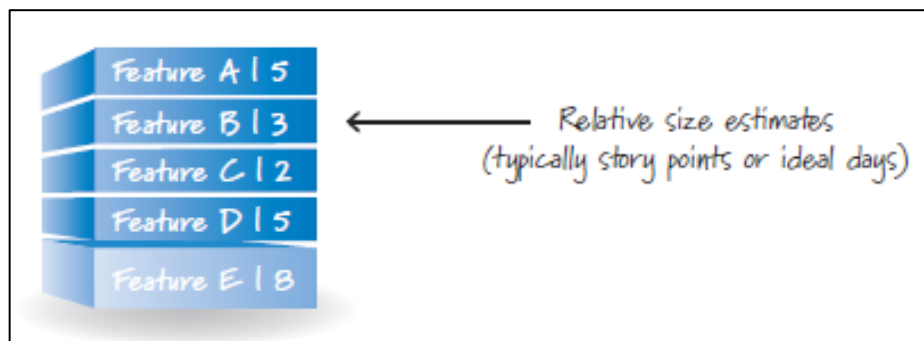 Feature A | 5
Feature B | 3
Feature C | 2
Feature D | 5
Feature E | 8
Relative size estimates
(typically story points or ideal days)